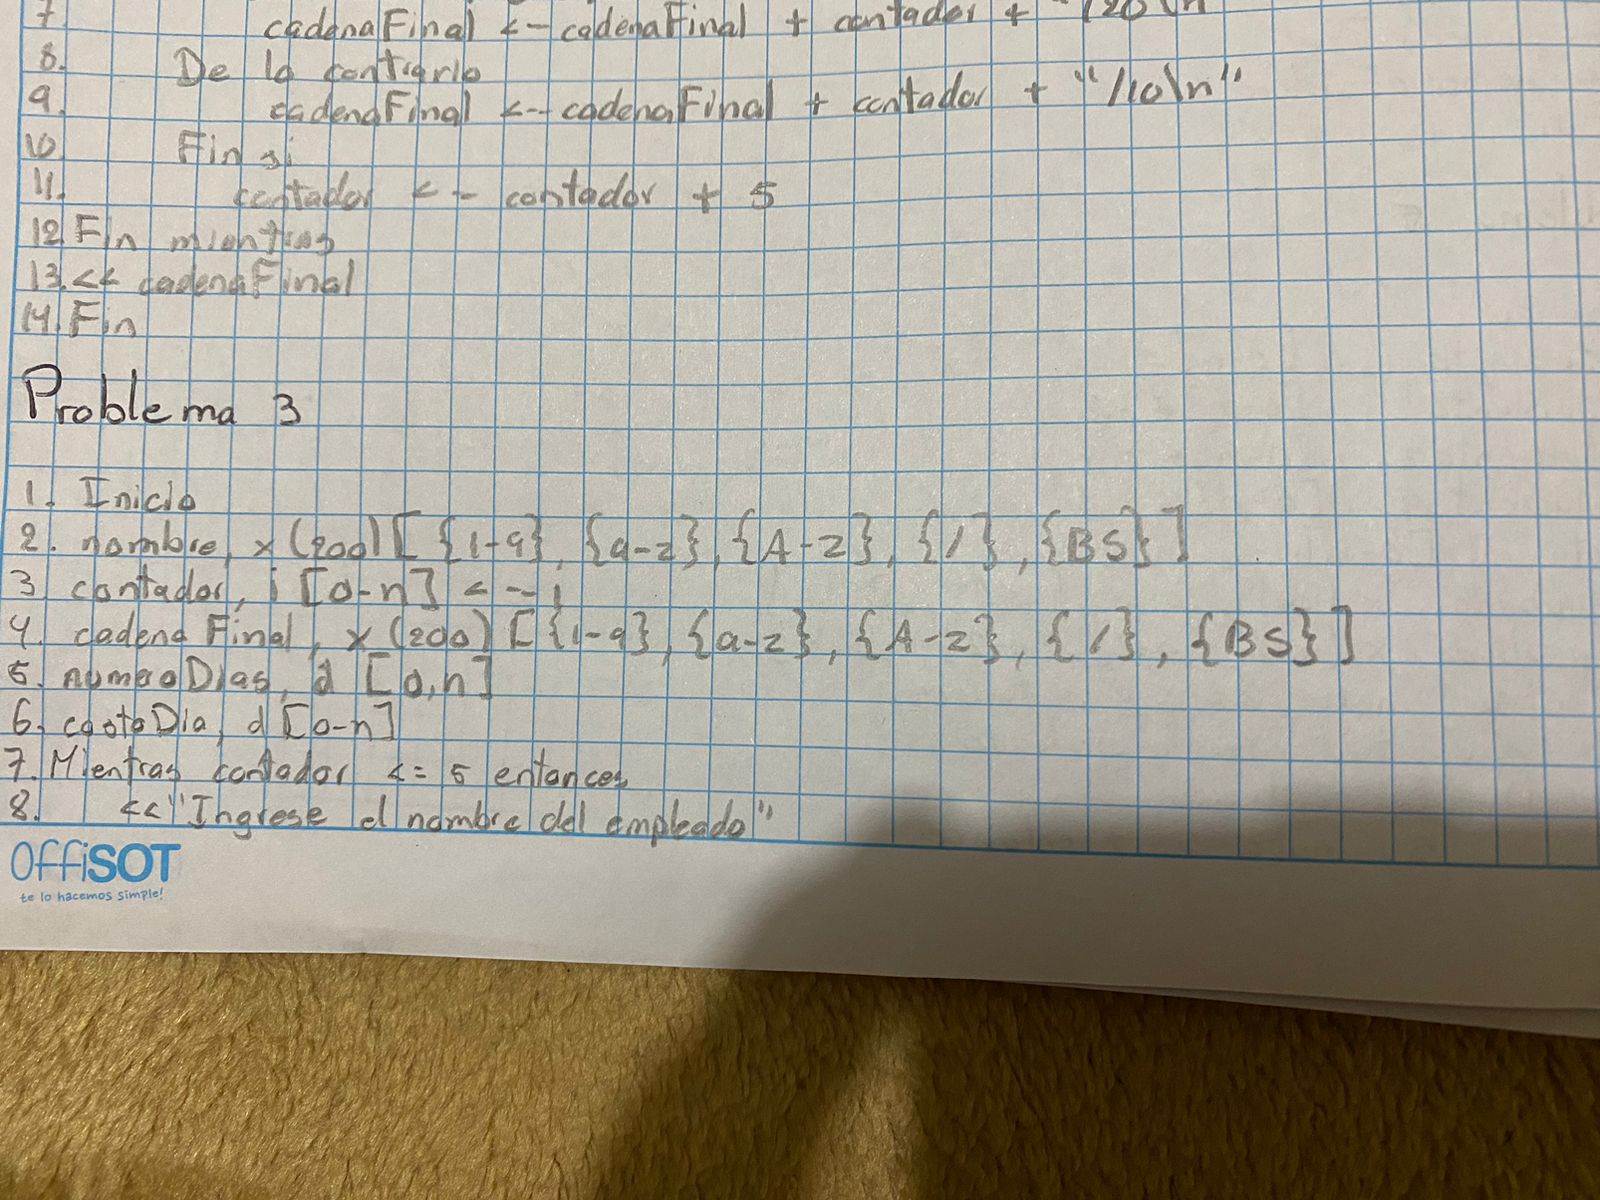 7 cadenaFinal <-- cadenaFinal + contador + "/20\n
8. De lo contrario
9. cadenaFinal <-- cadenaFinal + contador + "/10\n"
10 Fin si
11. contador <-- contador + 5
12 Fin mientras
13. << cadenaFinal
14. Fin
Problema 3
1. Inicio
2. nombre, x(200)[{1-9}, {a-z}, {A-z}, {/}, {BS}]
3 contador, i [0-n] <-- 1
4. cadena Final, x(200)[{1-9}, {a-z}, {A-z}, {/}, {BS}]
5. numeroDias, d [0,n]
6. costoDia, d[0-n]
7. Mientras contador <= 5 entonces
8. <<"Ingrese el nombre del empleado"
OFFiSOT
te lo hacemos simple!